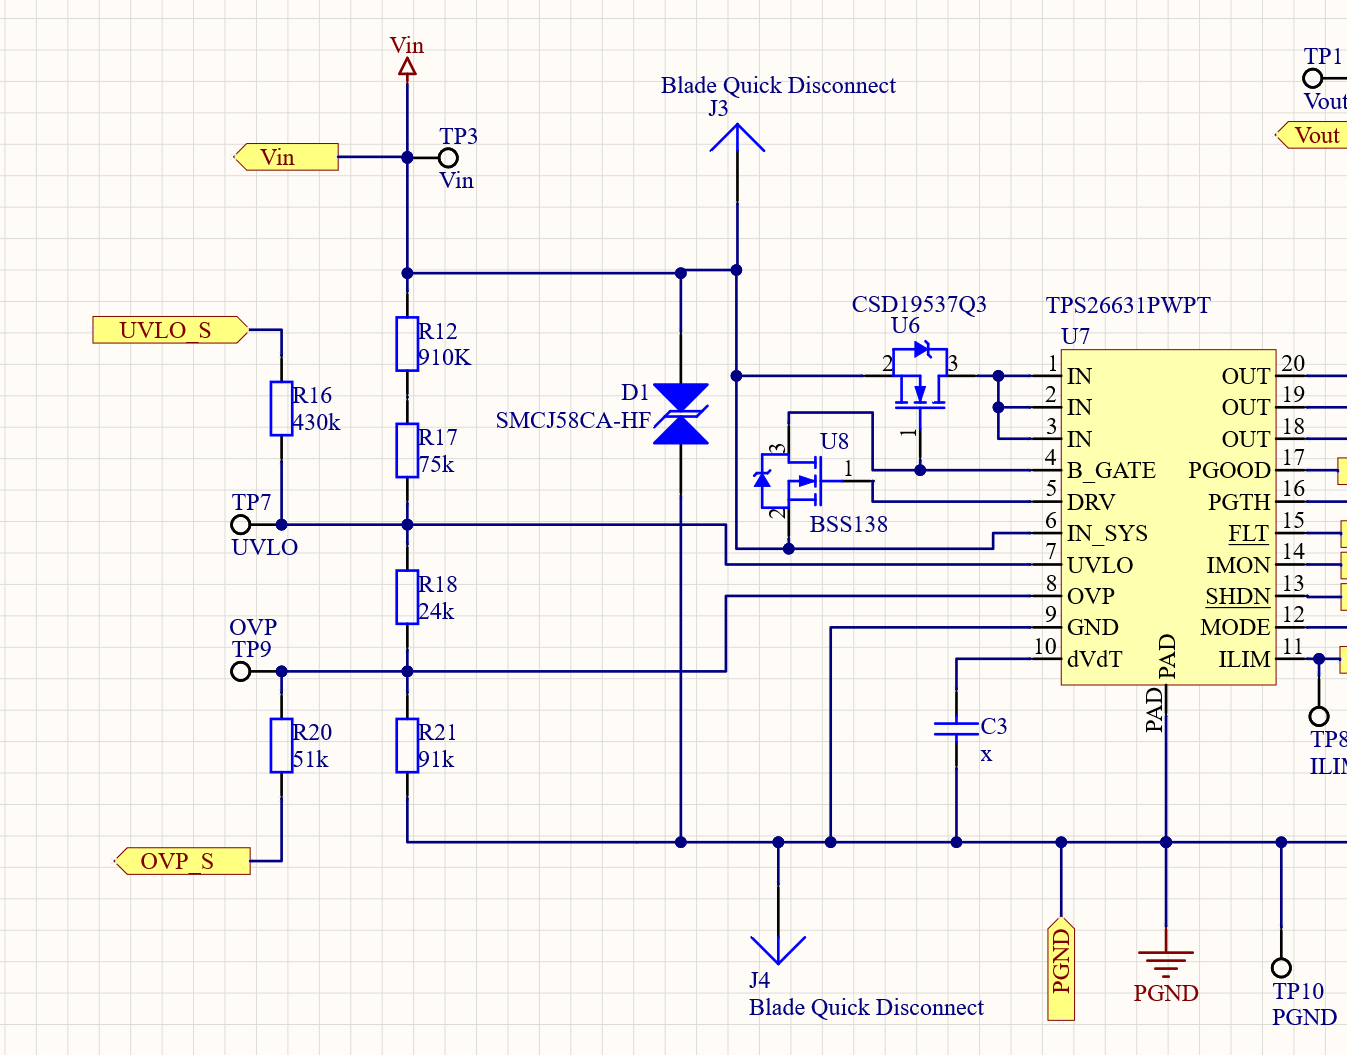 Vin
TP1
Blade Quick Disconnect
J3
Vout
TP3
Vout
Vin
Vin
CSD19537Q3
TPS26631PWPT
U6
U7
UVLO_S
R12
910K
2
3
1
IN
OUT
20
D1
SMCJ58CA-HF
R16
430k
2
IN
OUT
19
R17
75k
U8
3
1
3
IN
OUT
18
1
4
B_GATE
PGOOD
17
TP7
UVLO
2
BSS138
5
DRV
PGTH
16
6
IN_SYS
FLT
15
7
UVLO
IMON
14
R18
24k
8
OVP
SHDN
13
OVP
TP9
9
GND
MODE
12
10
dVdT
PAD
ILIM
11
PAD
R20
51k
R21
91k
C3
x
TP8
OVP_S
PGND
J4
Blade Quick Disconnect
PGND
TP10
PGND